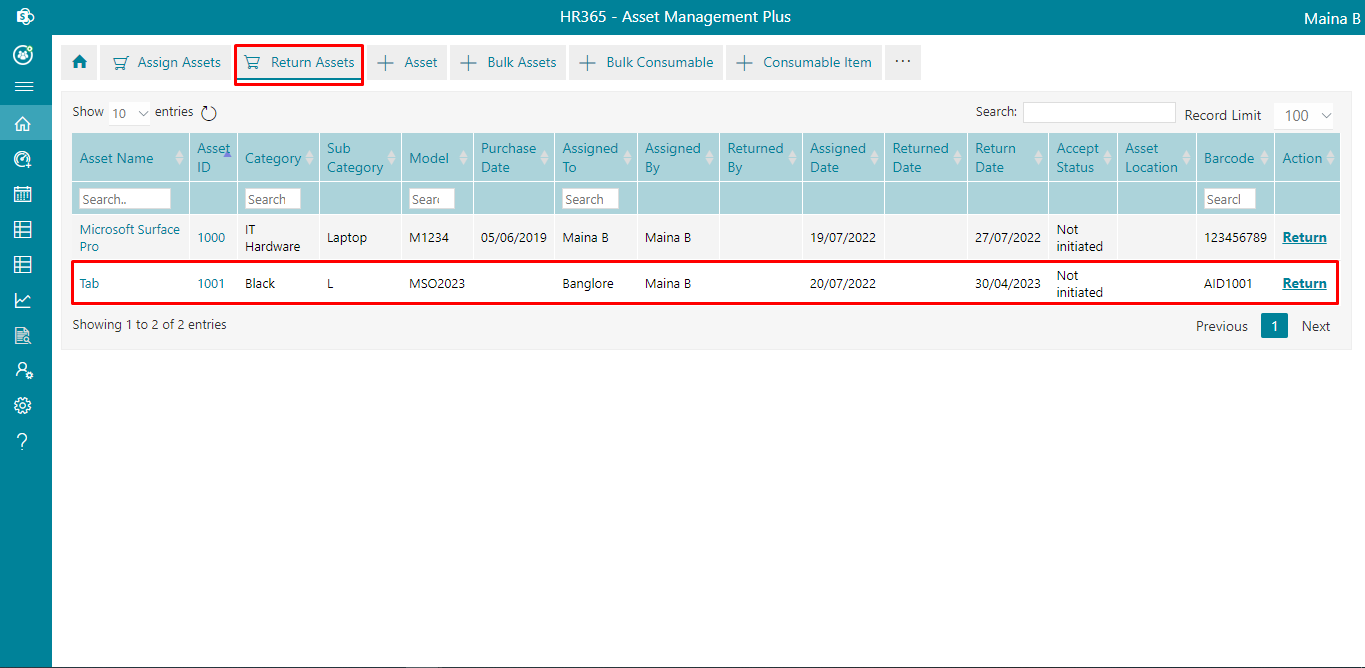 HR365 - Asset Management Plus
Maina B
Assign Assets
Return Assets
Asset
Bulk Assets
Bulk Consumable
Consumable Item
...
Show 10 entries
Search:
Record Limit 100
Asset Name
Asset ID
Category
Sub Category
Model
Purchase Date
Assigned To
Assigned By
Returned By
Assigned Date
Returned Date
Return Date
Accept Status
Asset Location
Barcode
Action
Search.. Search Sear Search Search
Microsoft Surface Pro 1000 IT Hardware Laptop M1234 05/06/2019 Maina B Maina B 19/07/2022 27/07/2022 Not initiated 123456789 Return
Tab 1001 Black L MSO2023 Banglore Maina B 20/07/2022 30/04/2023 Not initiated AID1001 Return
Showing 1 to 2 of 2 entries
Previous 1 Next